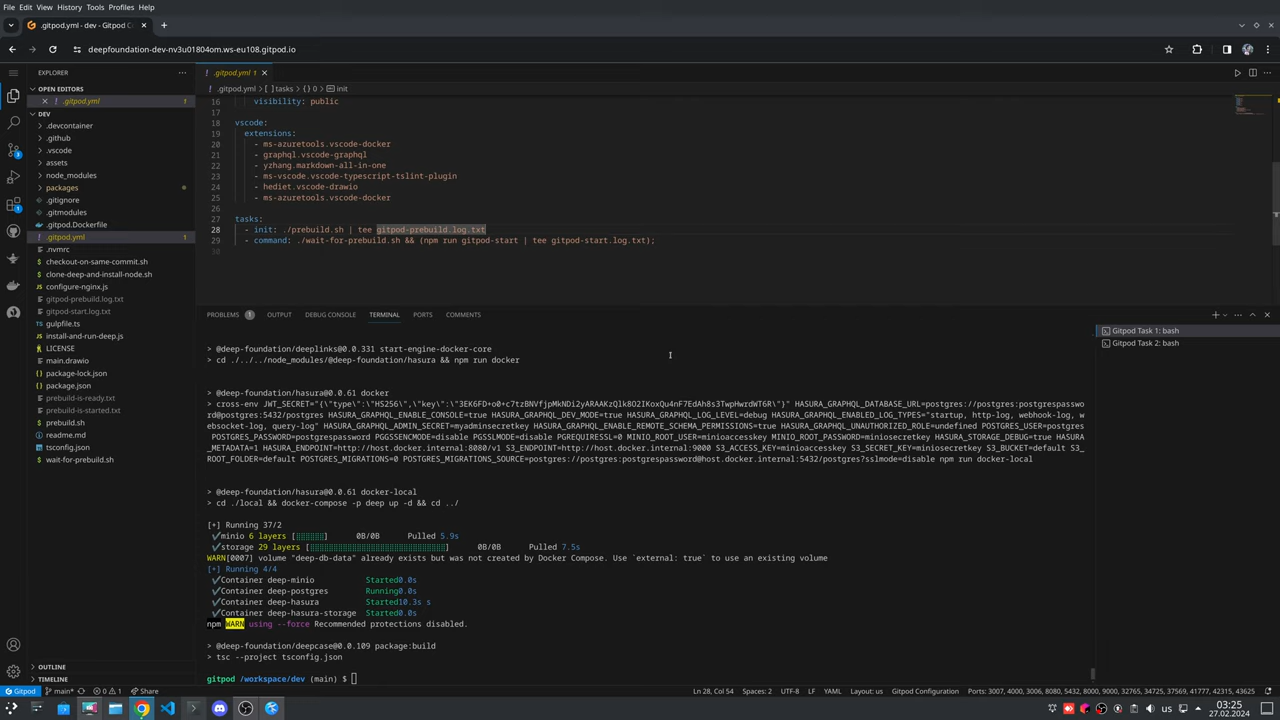 File Edit View History Tools Profiles Help
.gitpod.yml - dev - Gitpod C
deepfoundation-dev-nv3u01804om.ws-eu108.gitpod.io
EXPLORER
.gitpod.yml 1
OPEN EDITORS
.gitpod.yml > [ ] tasks > {} 0 > init
.gitpod.yml 1
DEV
.devcontainer
.github
.vscode
assets
node_modules
packages
.gitignore
.gitmodules
.gitpod.Dockerfile
.gitpod.yml 1
.nvmrc
checkout-on-same-commit.sh
clone-deep-and-install-node.sh
configure-nginx.js
gitpod-prebuild.log.txt
gitpod-start.log.txt
gulpfile.ts
install-and-run-deep.js
LICENSE
main.drawio
package-lock.json
package.json
prebuild-is-ready.txt
prebuild-is-started.txt
prebuild.sh
readme.md
tsconfig.json
wait-for-prebuild.sh
OUTLINE
TIMELINE
16 visibility: public
17
18 vscode:
19 extensions:
20 - ms-azuretools.vscode-docker
21 - graphql.vscode-graphql
22 - yzhang.markdown-all-in-one
23 - ms-vscode.vscode-typescript-tslint-plugin
24 - hediet.vscode-drawio
25 - ms-azuretools.vscode-docker
26
27 tasks:
28 - init: ./prebuild.sh | tee gitpod-prebuild.log.txt
29 - command: ./wait-for-prebuild.sh && (npm run gitpod-start | tee gitpod-start.log.txt);
30
PROBLEMS 1 OUTPUT DEBUG CONSOLE TERMINAL PORTS COMMENTS
Gitpod Task 1: bash
Gitpod Task 2: bash
> @deep-foundation/deeplinks@0.0.331 start-engine-docker-core
> cd ./../../node_modules/@deep-foundation/hasura && npm run docker
> @deep-foundation/hasura@0.0.61 docker
> cross-env JWT_SECRET="{\"type\":\"HS256\",\"key\":\"3EK6FD+o0+c7tzBNVfjpMkNDi2yARAAKzQlk8O2IKoxQu4nF7EdAh8s3TwpHwrdWT6R\"}" HASURA_GRAPHQL_DATABASE_URL=postgres://postgres:postgrespasswo
rd@postgres:5432/postgres HASURA_GRAPHQL_ENABLE_CONSOLE=true HASURA_GRAPHQL_DEV_MODE=true HASURA_GRAPHQL_LOG_LEVEL=debug HASURA_GRAPHQL_ENABLED_LOG_TYPES="startup, http-log, webhook-log, w
ebsocket-log, query-log" HASURA_GRAPHQL_ADMIN_SECRET=myadminsecretkey HASURA_GRAPHQL_ENABLE_REMOTE_SCHEMA_PERMISSIONS=true HASURA_GRAPHQL_UNAUTHORIZED_ROLE=undefined POSTGRES_USER=postgres
POSTGRES_PASSWORD=postgrespassword PGGSSENCMODE=disable PGSSLMODE=disable PGREQUIRESSL=0 MINIO_ROOT_USER=minioaccesskey MINIO_ROOT_PASSWORD=miniosecretkey HASURA_STORAGE_DEBUG=true HASURA
_METADATA=1 HASURA_ENDPOINT=http://host.docker.internal:8080/v1 S3_ENDPOINT=http://host.docker.internal:9000 S3_ACCESS_KEY=minioaccesskey S3_SECRET_KEY=miniosecretkey S3_BUCKET=default S3_
ROOT_FOLDER=default POSTGRES_MIGRATIONS=0 POSTGRES_MIGRATIONS_SOURCE=postgres://postgres:postgrespassword@host.docker.internal:5432/postgres?sslmode=disable npm run docker-local
> @deep-foundation/hasura@0.0.61 docker-local
> cd ./local && docker-compose -p deep up -d && cd ../
[+] Running 37/2
✔minio 6 layers [⣿⣿⣿⣿⣿⣿] 0B/0B Pulled 5.9s
✔storage 29 layers [⣿⣿⣿⣿⣿⣿⣿⣿⣿⣿⣿⣿⣿⣿⣿⣿⣿⣿⣿⣿⣿⣿⣿⣿⣿⣿⣿⣿⣿] 0B/0B Pulled 7.5s
WARN[0007] volume "deep-db-data" already exists but was not created by Docker Compose. Use `external: true` to use an existing volume
[+] Running 4/4
✔Container deep-minio Started0.0s
✔Container deep-postgres Running0.0s
✔Container deep-hasura Started10.3s s
✔Container deep-hasura-storage Started0.0s
npm WARN using --force Recommended protections disabled.
> @deep-foundation/deepcase@0.0.109 package:build
> tsc --project tsconfig.json
gitpod /workspace/dev (main) $
Gitpod main* 0 1 Share Ln 28, Col 54 Spaces: 2 UTF-8 LF YAML Layout: us Gitpod Configuration Ports: 3007, 4000, 3006, 8080, 5432, 8000, 9000, 32765, 34725, 37569, 41777, 42315, 43625
us 03:25
27.02.2024